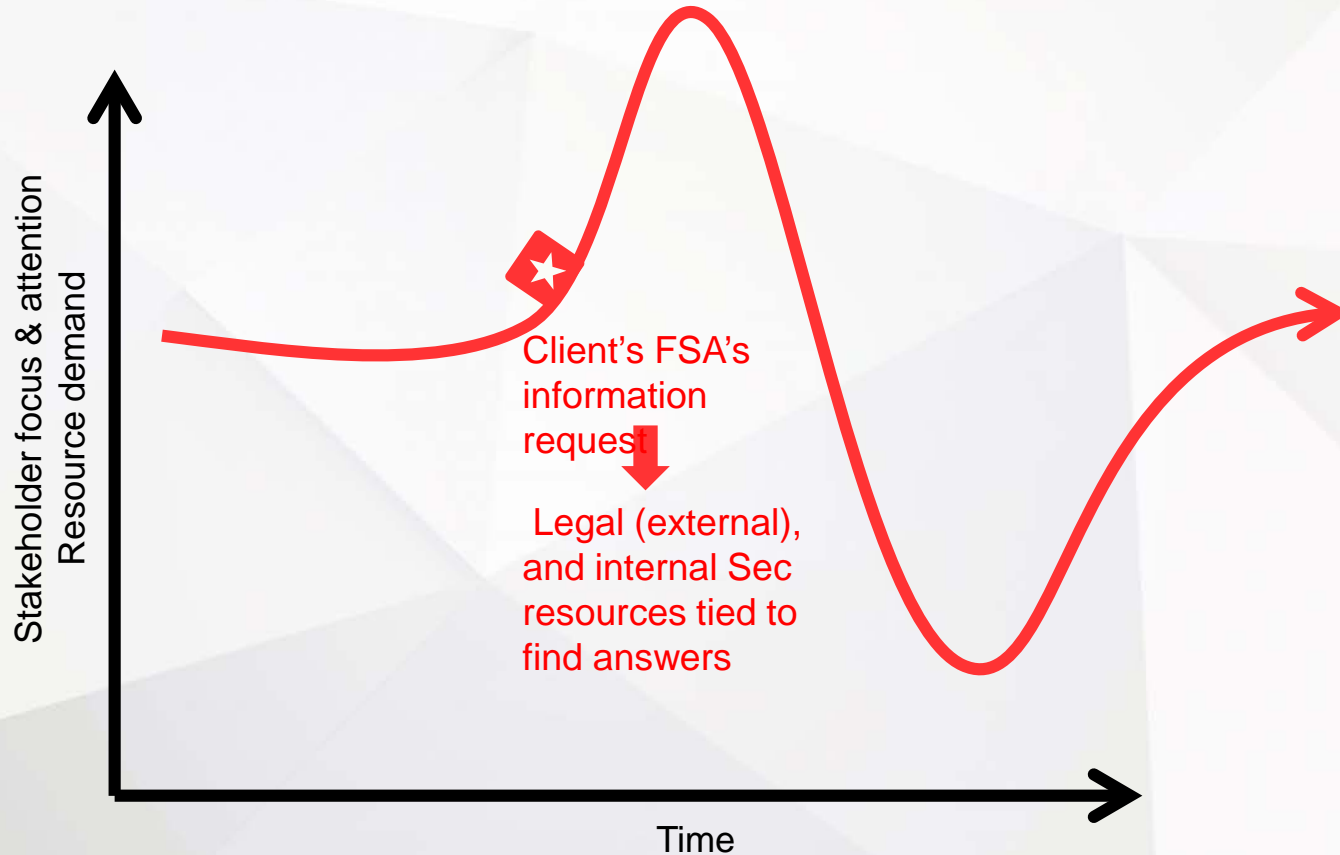 Stakeholder focus & attention
Resource demand
Client’s FSA’s
information
request
Legal (external),
and internal Sec
resources tied to
find answers
Time